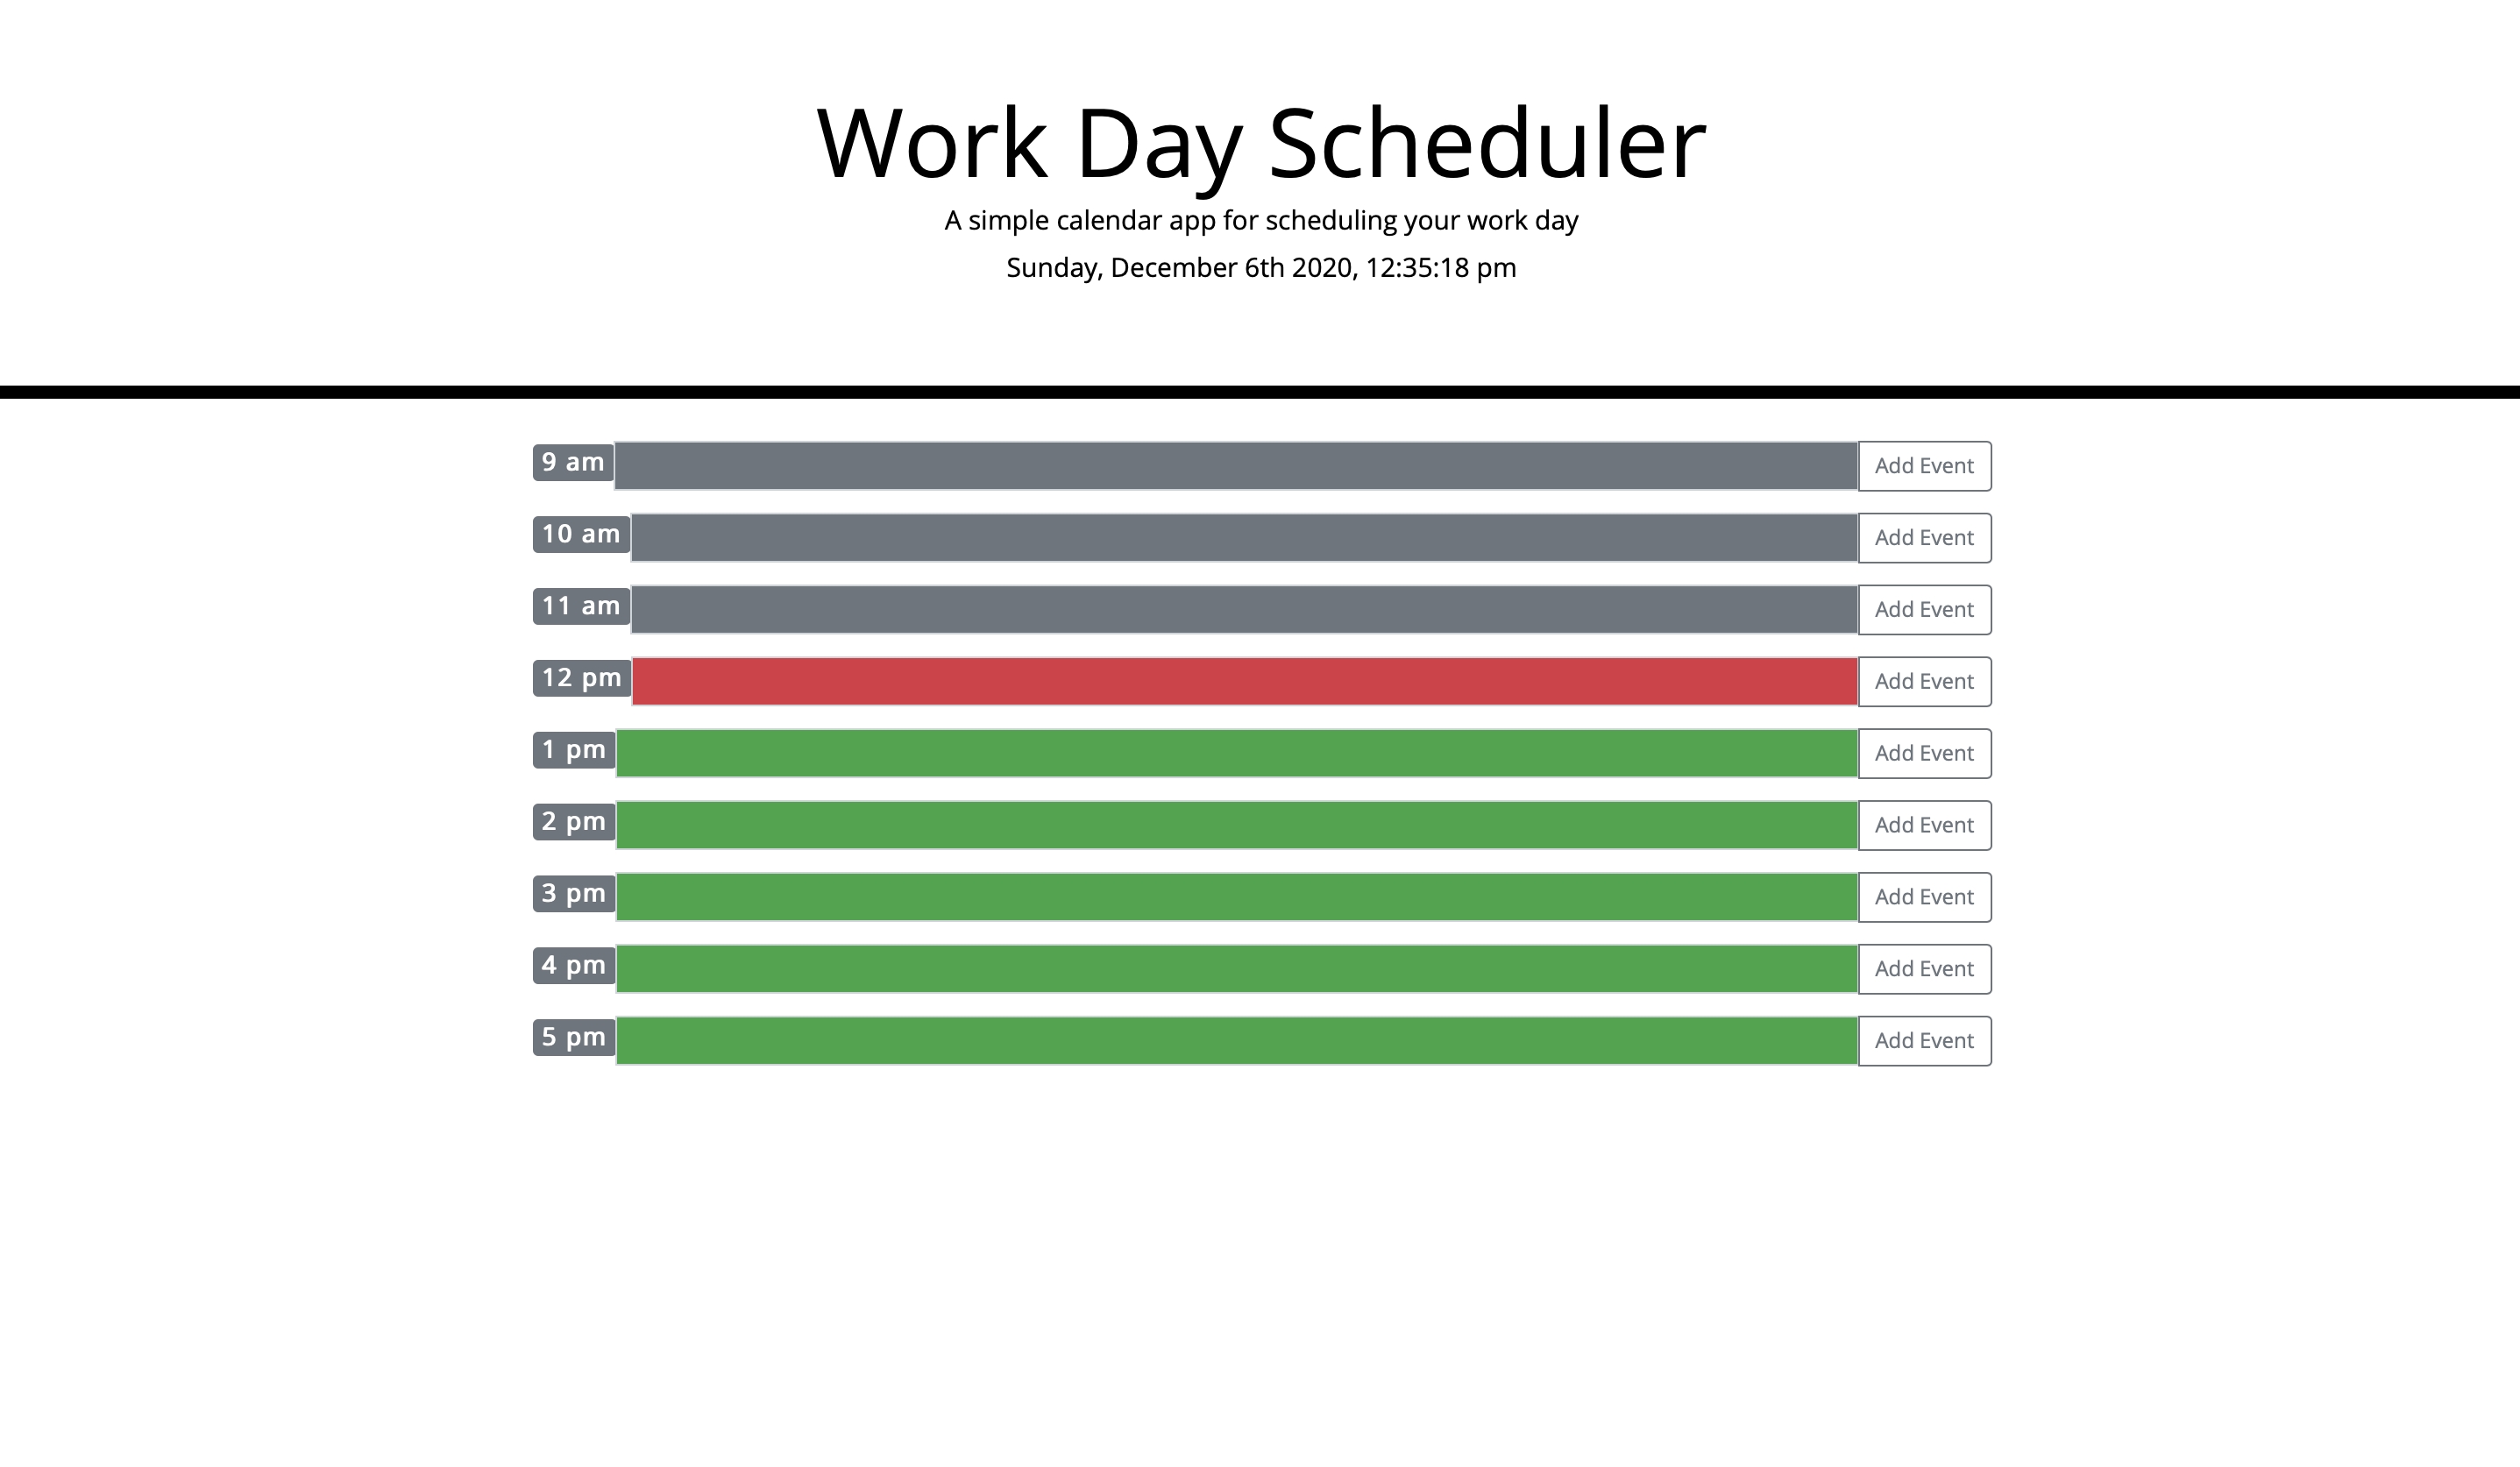 Work Day Scheduler
A simple calendar app for scheduling your work day
Sunday, December 6th 2020, 12:35:18 pm
9 am Add Event
10 am Add Event
11 am Add Event
12 pm Add Event
1 pm Add Event
2 pm Add Event
3 pm Add Event
4 pm Add Event
5 pm Add Event